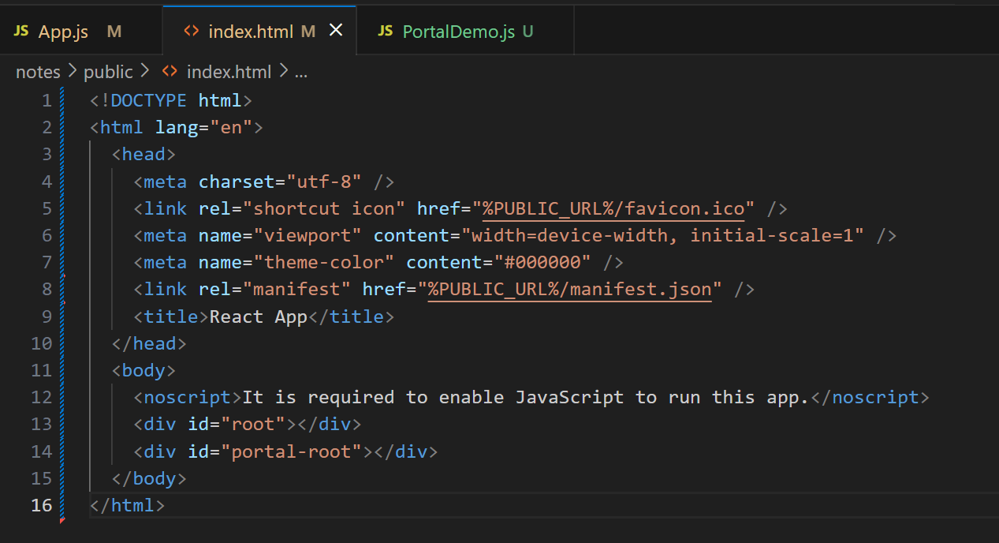 JS App.js M <> index.html M × JS PortalDemo.js U
notes > public > <> index.html > ...
1 <!DOCTYPE html>
2 <html lang="en">
3 <head>
4 <meta charset="utf-8" />
5 <link rel="shortcut icon" href="%PUBLIC_URL%/favicon.ico" />
6 <meta name="viewport" content="width=device-width, initial-scale=1" />
7 <meta name="theme-color" content="#000000" />
8 <link rel="manifest" href="%PUBLIC_URL%/manifest.json" />
9 <title>React App</title>
10 </head>
11 <body>
12 <noscript>It is required to enable JavaScript to run this app.</noscript>
13 <div id="root"></div>
14 <div id="portal-root"></div>
15 </body>
16 </html>